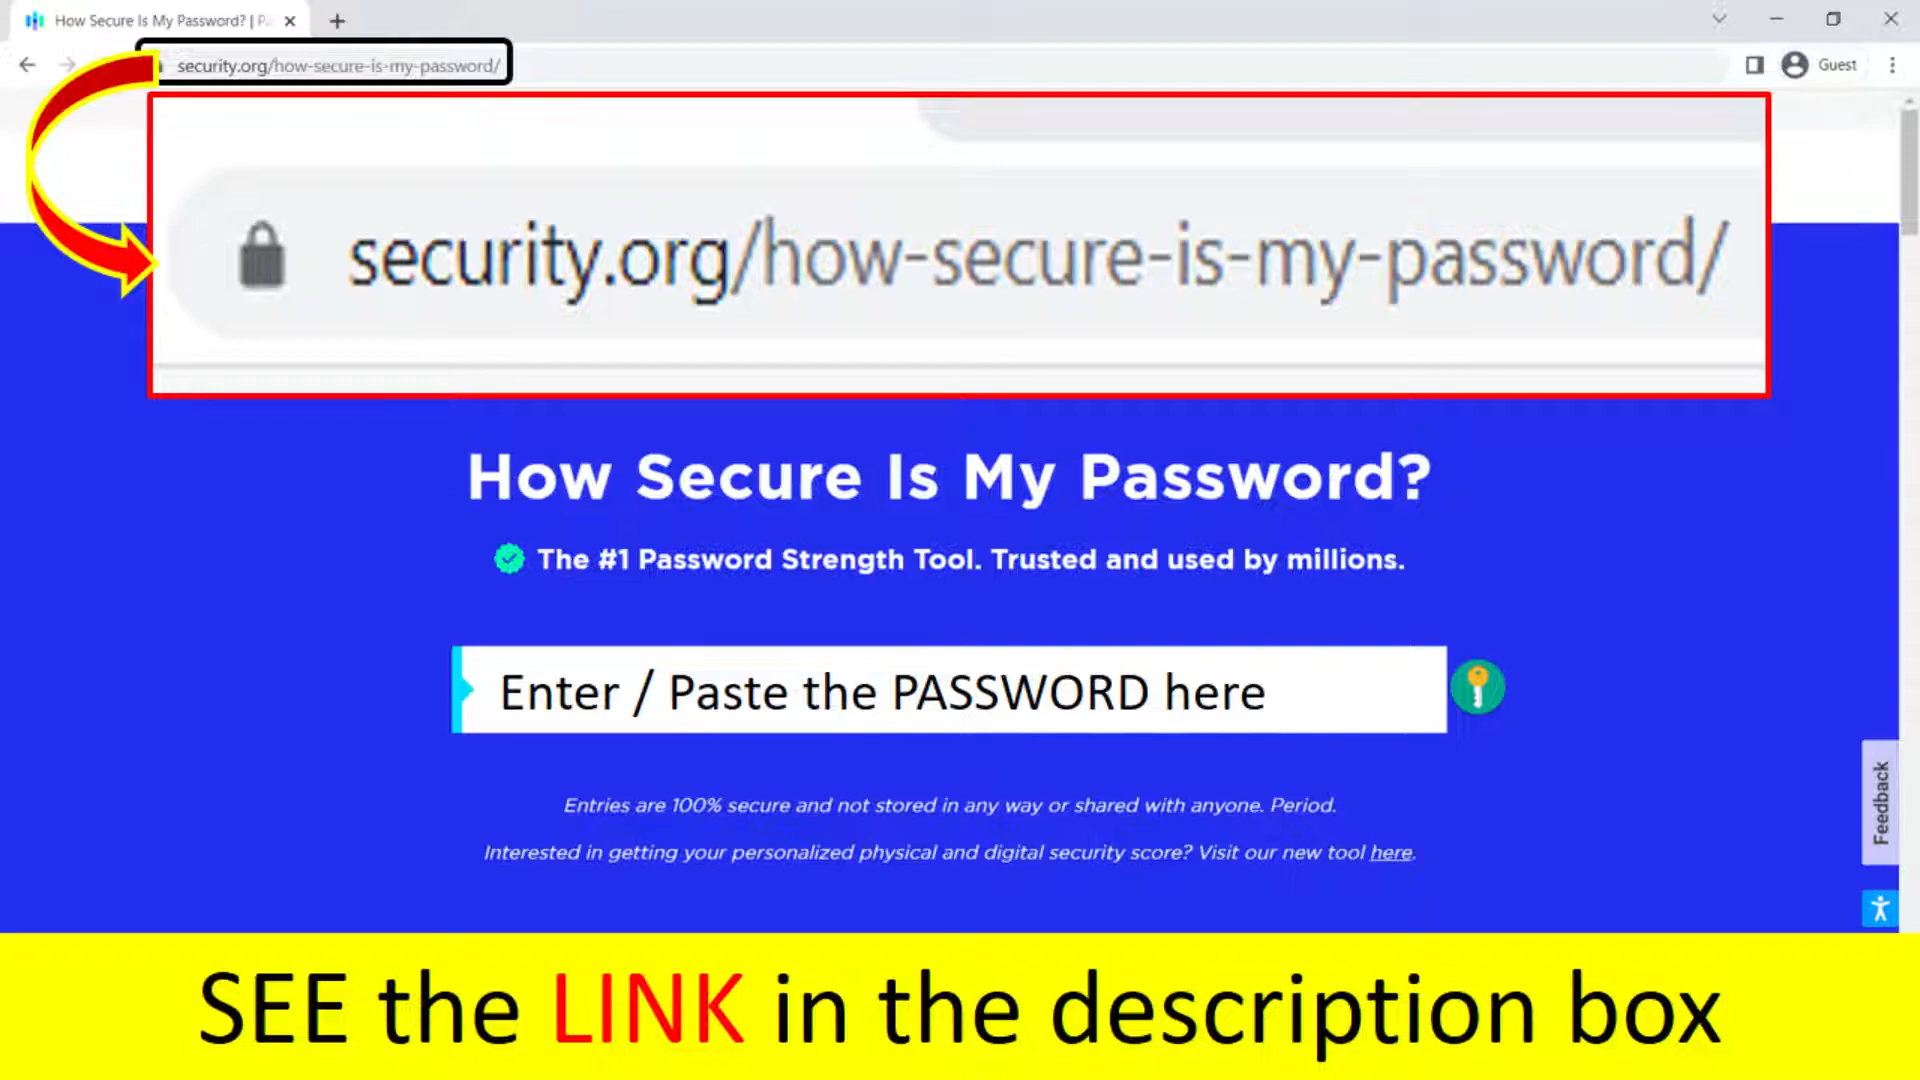 How Secure Is My Password? | P
security.org/how-secure-is-my-password/
Guest
security.org/how-secure-is-my-password/
How Secure Is My Password?
The #1 Password Strength Tool. Trusted and used by millions.
Enter / Paste the PASSWORD here
Entries are 100% secure and not stored in any way or shared with anyone. Period.
Interested in getting your personalized physical and digital security score? Visit our new tool here.
Feedback
SEE the LINK in the description box